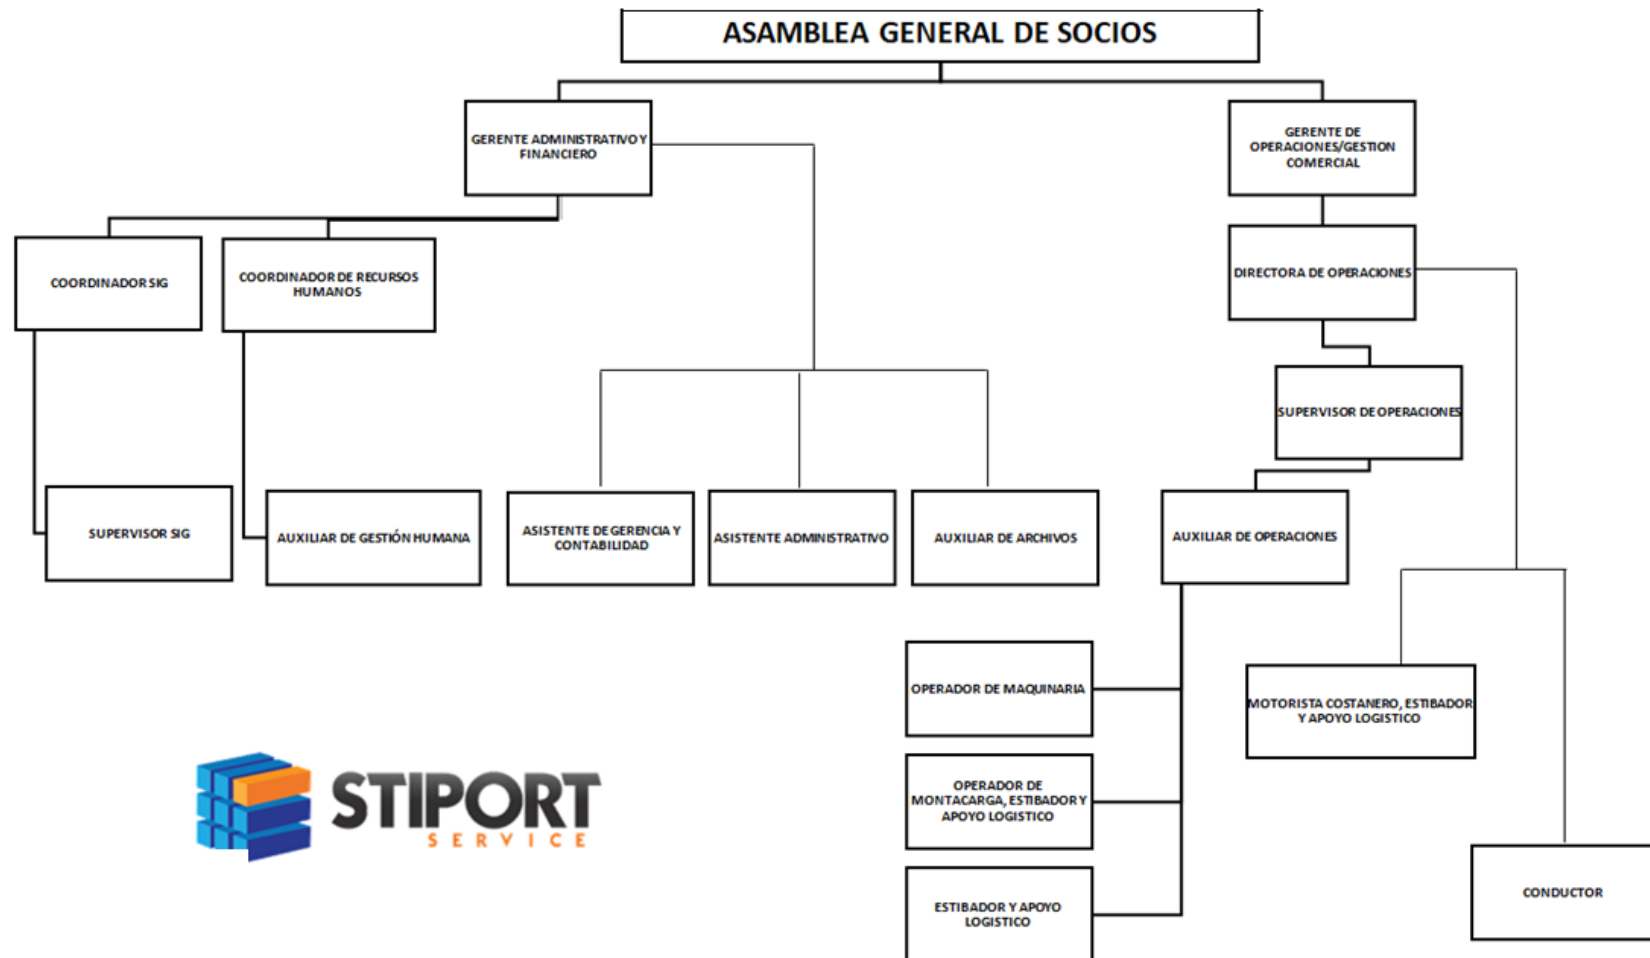 ASAMBLEA GENERAL DE SOCIOS
GERENTE ADMINISTRATIVO Y
FINANCIERO
GERENTE DE
OPERACIONES/GESTION
COMERCIAL
COORDINADOR SIG
COORDINADOR DE RECURSOS
HUMANOS
DIRECTORA DE OPERACIONES
SUPERVISOR DE OPERACIONES
SUPERVISOR SIG
AUXILIAR DE GESTIÓN HUMANA
ASISTENTE DE GERENCIA Y
CONTABILIDAD
ASISTENTE ADMINISTRATIVO
AUXILIAR DE ARCHIVOS
AUXILIAR DE OPERACIONES
OPERADOR DE MAQUINARIA
MOTORISTA COSTANERO, ESTIBADOR
Y APOYO LOGISTICO
OPERADOR DE
MONTACARGA, ESTIBADOR Y
APOYO LOGISTICO
ESTIBADOR Y APOYO
LOGISTICO
CONDUCTOR
STIPORT
SERVICE